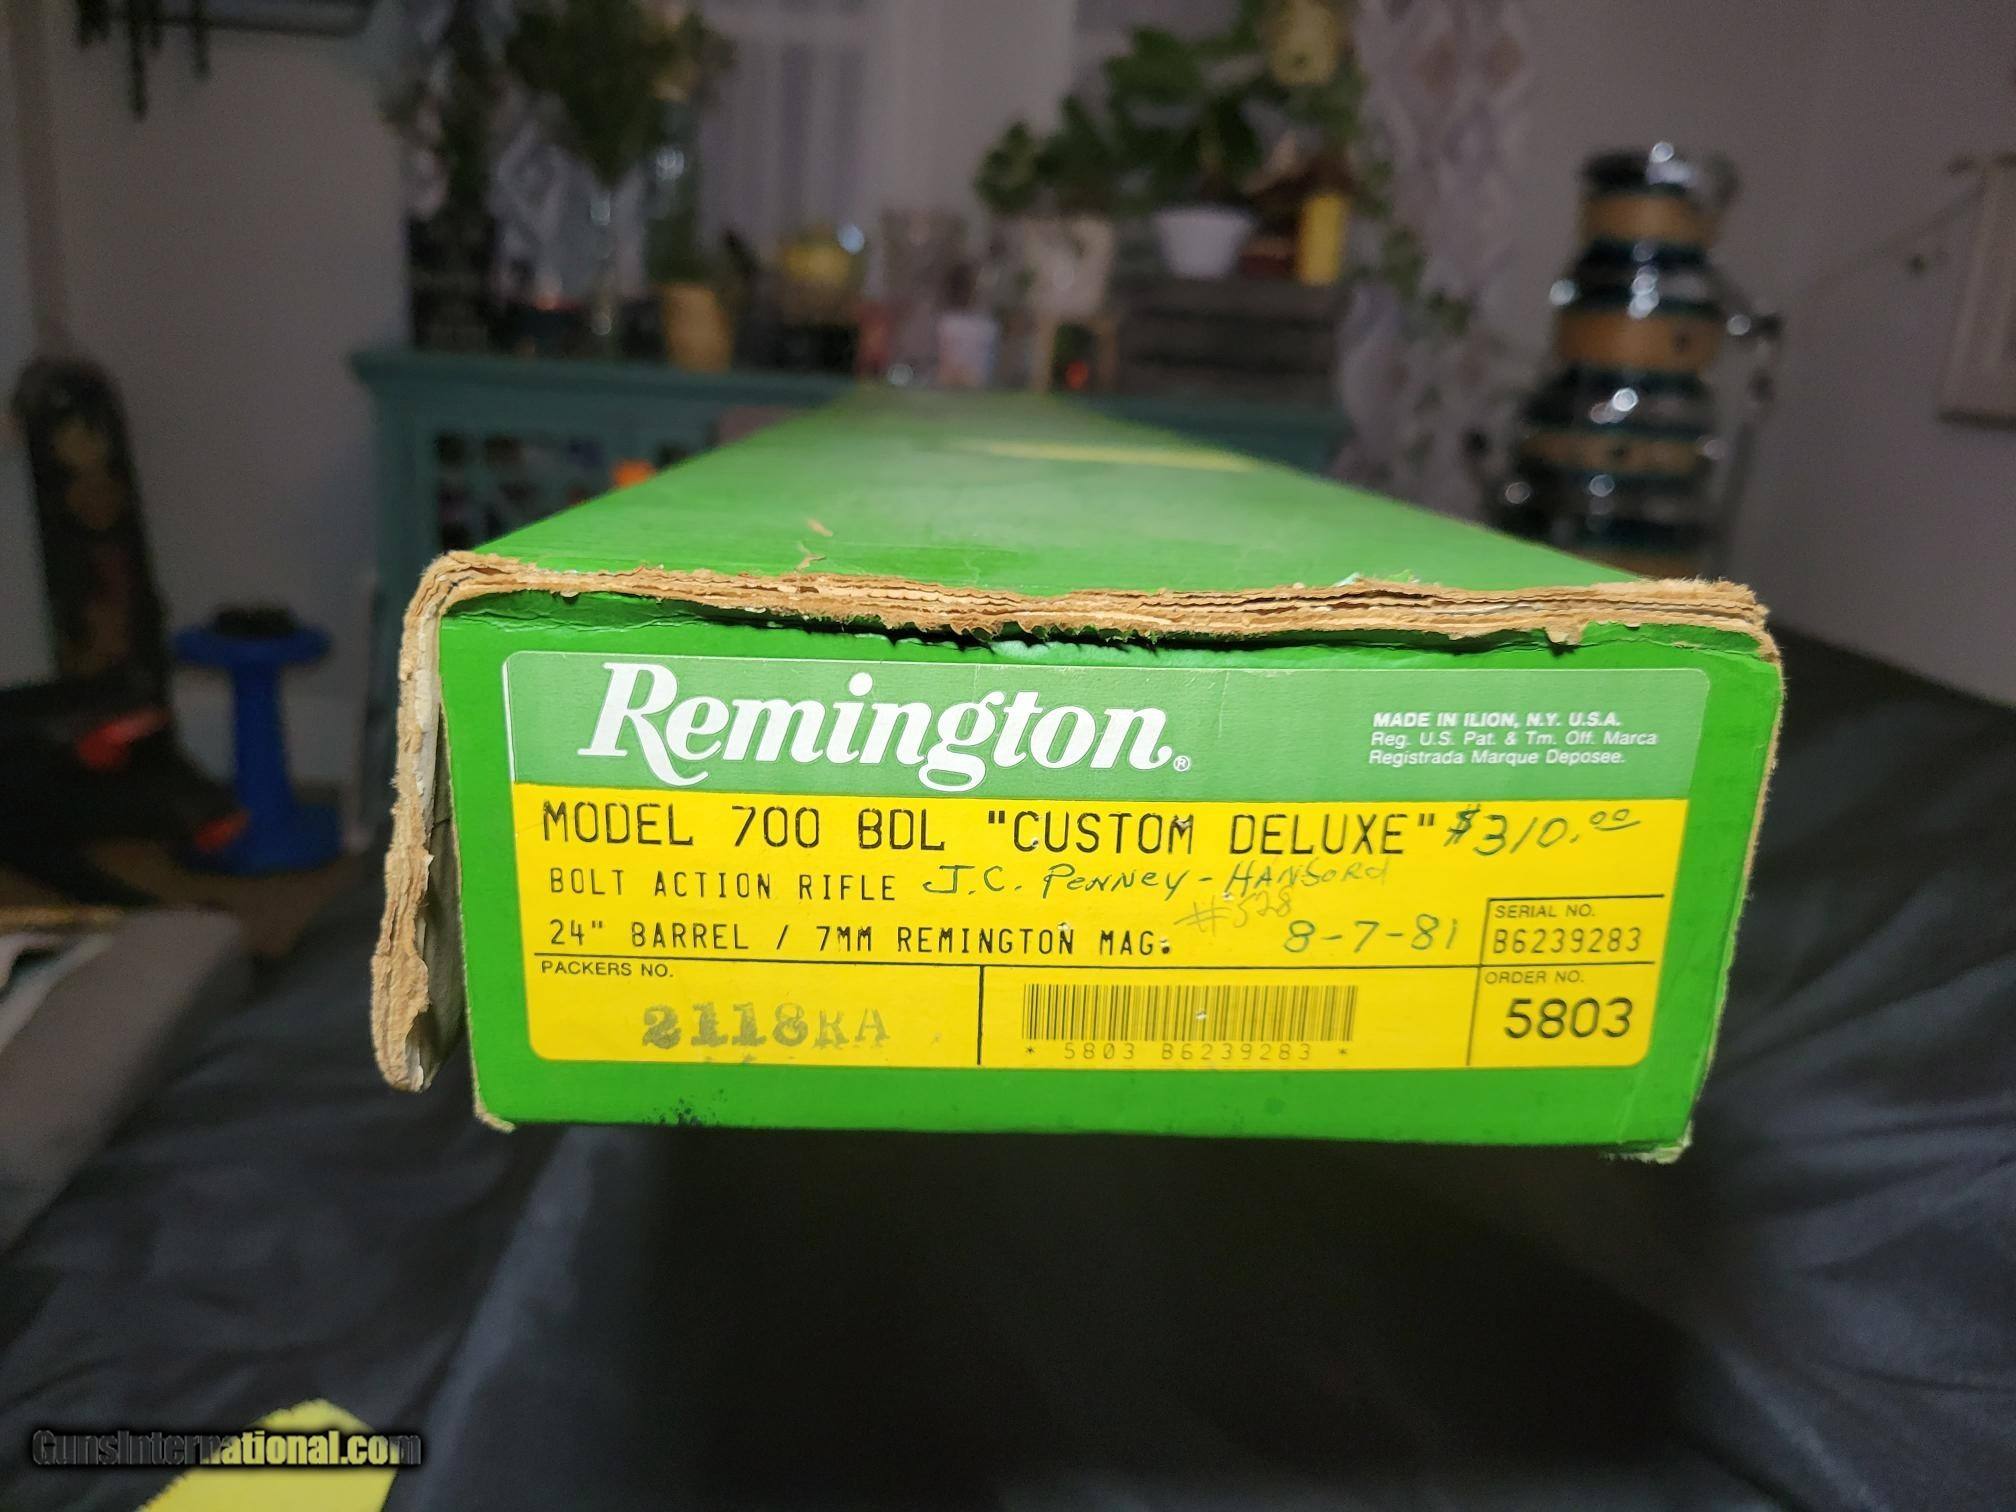 Remington®
MADE IN ILION, N.Y. U.S.A.
Reg. U.S. Pat. & Tm. Off. Marca
Registrada Marque Deposee.
MODEL 700 BDL "CUSTOM DELUXE" $310.00
BOLT ACTION RIFLE J.C. Penney - HANford
#528
24" BARREL / 7MM REMINGTON MAG. 8-7-81
SERIAL NO.
B6239283
PACKERS NO.
2118KA
* 5803 B6239283 *
ORDER NO.
5803
GunsInternational.com